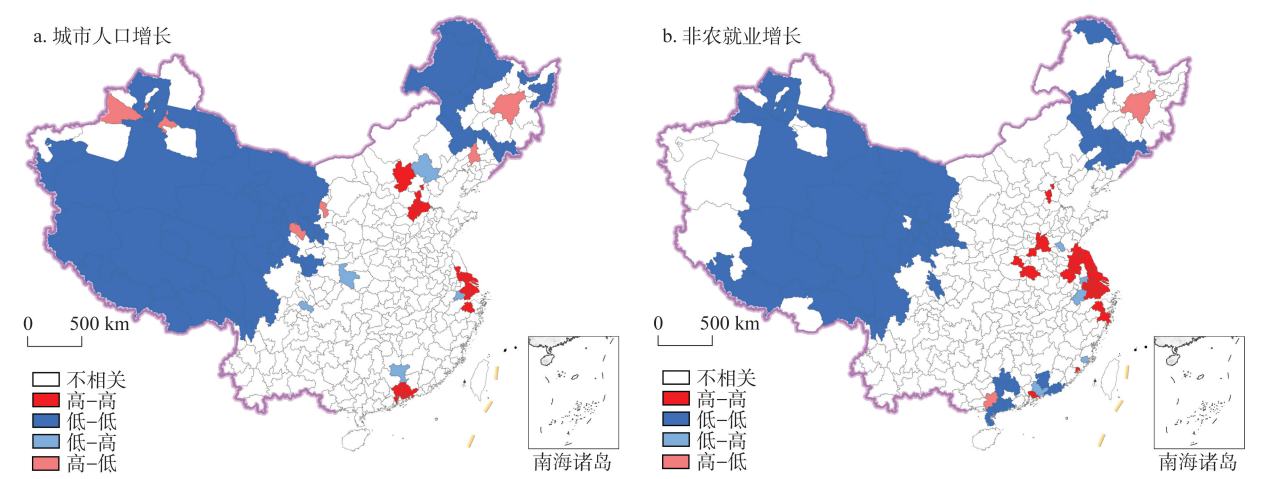 a. 城市人口增长
0 500 km
不相关
高–高
低–低
低–高
高–低
南海诸岛
b. 非农就业增长
0 500 km
不相关
高–高
低–低
低–高
高–低
南海诸岛